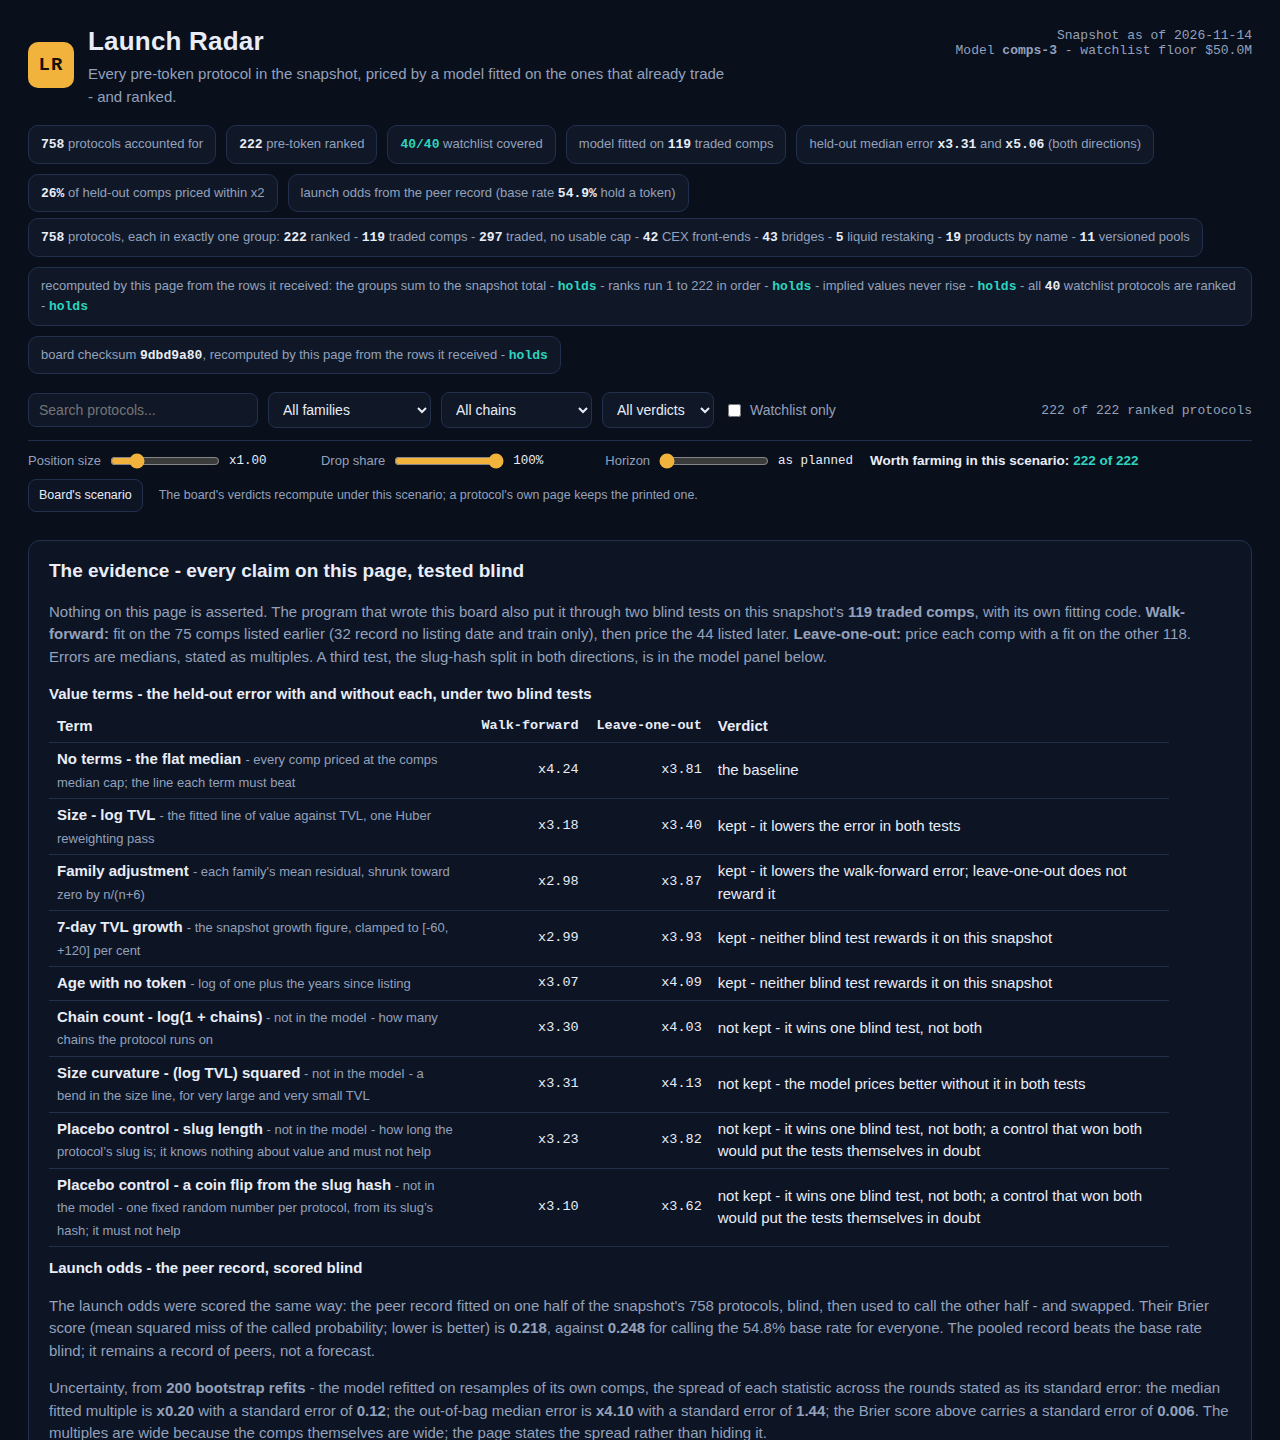 LR
Launch Radar
Every pre-token protocol in the snapshot, priced by a model fitted on the ones that already trade
- and ranked.
Snapshot as of 2026-11-14
Model comps-3 - watchlist floor $50.0M
758 protocols accounted for
222 pre-token ranked
40/40 watchlist covered
model fitted on 119 traded comps
held-out median error x3.31 and x5.06 (both directions)
26% of held-out comps priced within x2
launch odds from the peer record (base rate 54.9% hold a token)
758 protocols, each in exactly one group: 222 ranked - 119 traded comps - 297 traded, no usable cap - 42 CEX front-ends - 43 bridges - 5 liquid restaking - 19 products by name - 11 versioned pools
recomputed by this page from the rows it received: the groups sum to the snapshot total - holds - ranks run 1 to 222 in order - holds - implied values never rise - holds - all 40 watchlist protocols are ranked
- holds
board checksum 9dbd9a80, recomputed by this page from the rows it received - holds
Search protocols...
All families
All chains
All verdicts
Watchlist only
222 of 222 ranked protocols
Position size x1.00
Drop share 100%
Horizon as planned
Worth farming in this scenario: 222 of 222
Board's scenario
The board's verdicts recompute under this scenario; a protocol's own page keeps the printed one.
The evidence - every claim on this page, tested blind
Nothing on this page is asserted. The program that wrote this board also put it through two blind tests on this snapshot's 119 traded comps, with its own fitting code. Walk-
forward: fit on the 75 comps listed earlier (32 record no listing date and train only), then price the 44 listed later. Leave-one-out: price each comp with a fit on the other 118.
Errors are medians, stated as multiples. A third test, the slug-hash split in both directions, is in the model panel below.
Value terms - the held-out error with and without each, under two blind tests
Term Walk-forward Leave-one-out Verdict
No terms - the flat median - every comp priced at the comps
median cap; the line each term must beat
x4.24 x3.81 the baseline
Size - log TVL - the fitted line of value against TVL, one Huber
reweighting pass
x3.18 x3.40 kept - it lowers the error in both tests
Family adjustment - each family's mean residual, shrunk toward
zero by n/(n+6)
x2.98 x3.87 kept - it lowers the walk-forward error; leave-one-out does not
reward it
7-day TVL growth - the snapshot growth figure, clamped to [-60,
+120] per cent
x2.99 x3.93 kept - neither blind test rewards it on this snapshot
Age with no token - log of one plus the years since listing
x3.07 x4.09 kept - neither blind test rewards it on this snapshot
Chain count - log(1 + chains) - not in the model - how many
chains the protocol runs on
x3.30 x4.03 not kept - it wins one blind test, not both
Size curvature - (log TVL) squared - not in the model - a
bend in the size line, for very large and very small TVL
x3.31 x4.13 not kept - the model prices better without it in both tests
Placebo control - slug length - not in the model - how long the
protocol's slug is; it knows nothing about value and must not help
x3.23 x3.82 not kept - it wins one blind test, not both; a control that won both
would put the tests themselves in doubt
Placebo control - a coin flip from the slug hash - not in
the model - one fixed random number per protocol, from its slug's
hash; it must not help
x3.10 x3.62 not kept - it wins one blind test, not both; a control that won both
would put the tests themselves in doubt
Launch odds - the peer record, scored blind
The launch odds were scored the same way: the peer record fitted on one half of the snapshot's 758 protocols, blind, then used to call the other half - and swapped. Their Brier
score (mean squared miss of the called probability; lower is better) is 0.218, against 0.248 for calling the 54.8% base rate for everyone. The pooled record beats the base rate
blind; it remains a record of peers, not a forecast.
Uncertainty, from 200 bootstrap refits - the model refitted on resamples of its own comps, the spread of each statistic across the rounds stated as its standard error: the median
fitted multiple is x0.20 with a standard error of 0.12; the out-of-bag median error is x4.10 with a standard error of 1.44; the Brier score above carries a standard error of 0.006. The
multiples are wide because the comps themselves are wide; the page states the spread rather than hiding it.